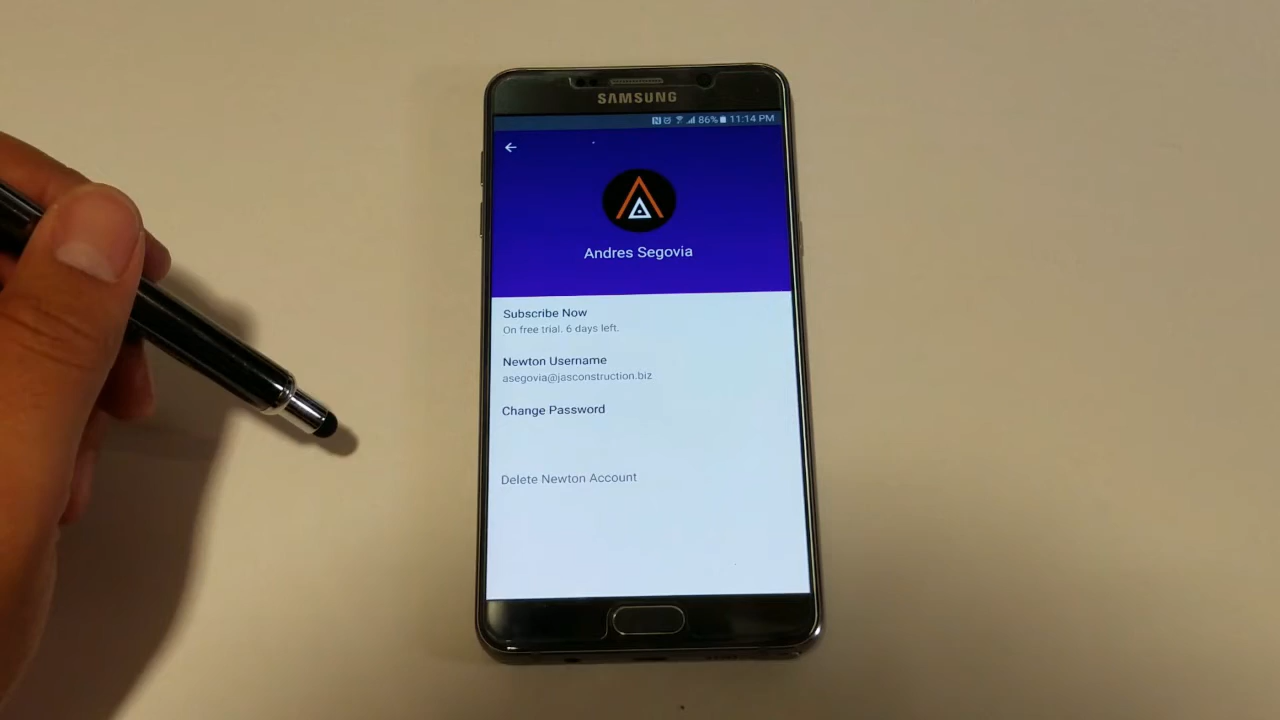 SAMSUNG
86% 11:14 PM
Andres Segovia
Subscribe Now
On free trial. 6 days left.
Newton Username
asegovia@jasconstruction.biz
Change Password
Delete Newton Account